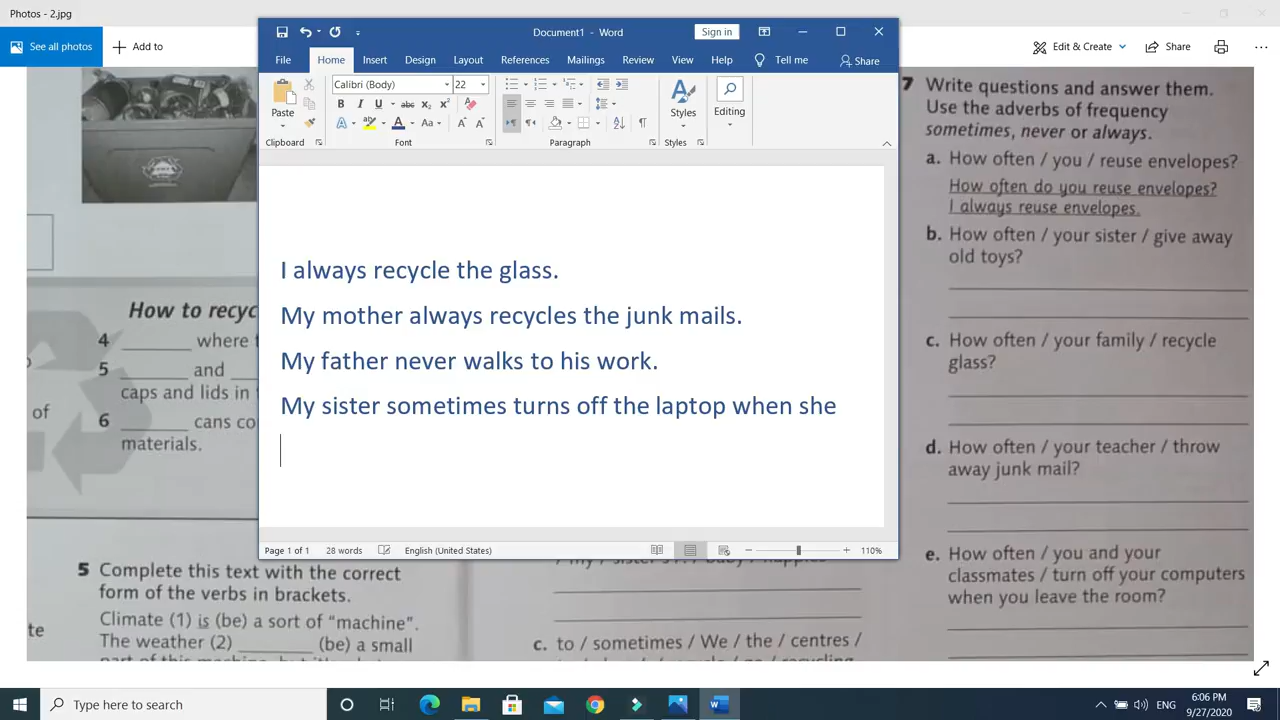 Photos - 2.jpg
See all photos
Add to
Edit & Create
Share
Document1 - Word
Sign in
File
Home
Insert
Design
Layout
References
Mailings
Review
View
Help
Tell me
Share
Calibri (Body)
22
Paste
Styles
Editing
Clipboard
Font
Paragraph
Styles
I always recycle the glass.
My mother always recycles the junk mails.
My father never walks to his work.
My sister sometimes turns off the laptop when she
Page 1 of 1
28 words
English (United States)
110%
How to recyc
4 ______ where
5 ______ and
caps and lids in
6 ______ cans co
materials.
of
5 Complete this text with the correct
form of the verbs in brackets.
Climate (1) is (be) a sort of "machine".
The weather (2) ______ (be) a small
te
c. to / sometimes / We / the / centres /
7 Write questions and answer them.
Use the adverbs of frequency
sometimes, never or always.
a. How often / you / reuse envelopes?
How often do you reuse envelopes?
I always reuse envelopes.
b. How often / your sister / give away
old toys?
c. How often / your family / recycle
glass?
d. How often / your teacher / throw
away junk mail?
e. How often / you and your
classmates / turn off your computers
when you leave the room?
Type here to search
6:06 PM
9/27/2020